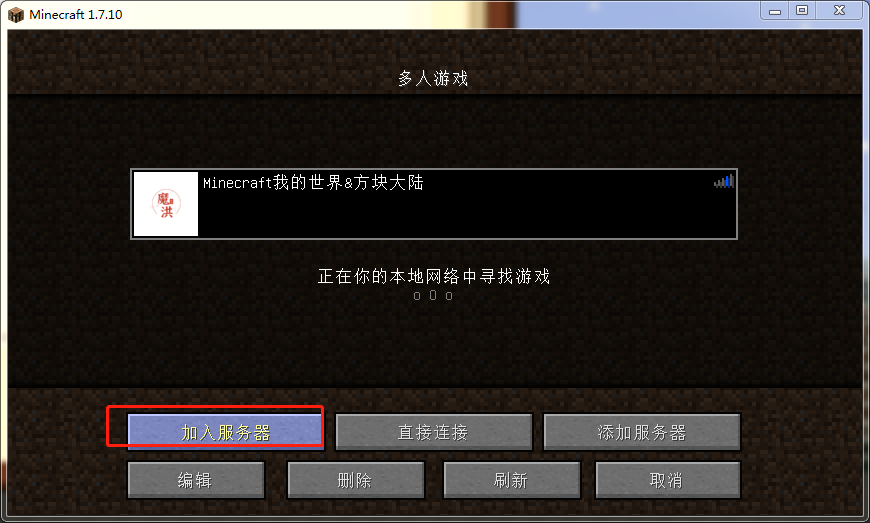 Minecraft 1.7.10
多人游戏
魔
洪
Minecraft我的世界&方块大陆
正在你的本地网络中寻找游戏
o O o
加入服务器
直接连接
添加服务器
编辑
删除
刷新
取消